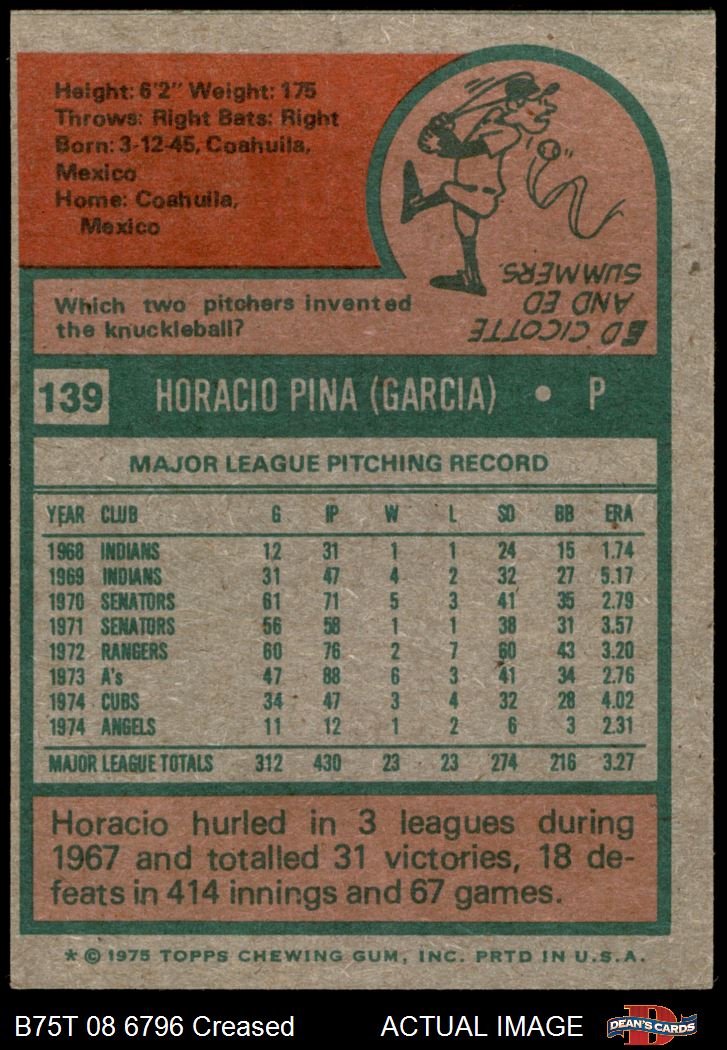 Height: 6'2" Weight: 175
Throws: Right Bats: Right
Born: 3-12-45, Coahuila,
Mexico
Home: Coahuila,
Mexico
Which two pitchers invented
the knuckleball?
ED CICOTTE
AND ED
SUMMERS.
139 HORACIO PINA (GARCIA) • P
MAJOR LEAGUE PITCHING RECORD
YEAR CLUB G IP W L SO BB ERA
1968 INDIANS 12 31 1 1 24 15 1.74
1969 INDIANS 31 47 4 2 32 27 5.17
1970 SENATORS 61 71 5 3 41 35 2.79
1971 SENATORS 56 58 1 1 38 31 3.57
1972 RANGERS 60 76 2 7 60 43 3.20
1973 A's 47 88 6 3 41 34 2.76
1974 CUBS 34 47 3 4 32 28 4.02
1974 ANGELS 11 12 1 2 6 3 2.31
MAJOR LEAGUE TOTALS 312 430 23 23 274 216 3.27
Horacio hurled in 3 leagues during
1967 and totalled 31 victories, 18 de-
feats in 414 innings and 67 games.
* © 1975 TOPPS CHEWING GUM, INC. PRTD IN U.S.A.
B75T 08 6796 Creased ACTUAL IMAGE
D
DEAN'S CARDS